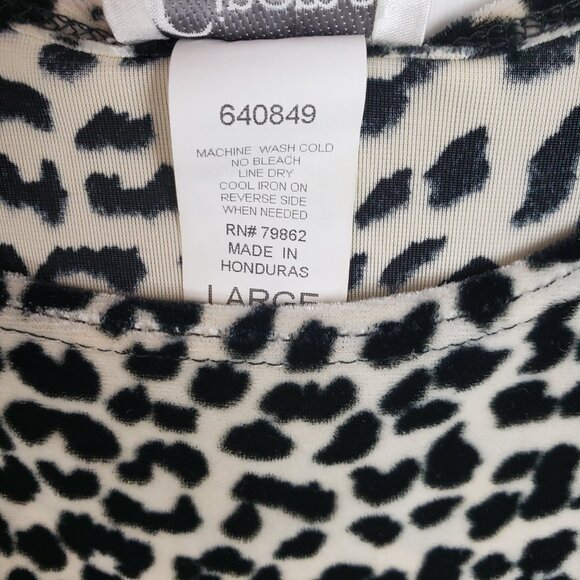 640849
MACHINE WASH COLD
NO BLEACH
LINE DRY
COOL IRON ON
REVERSE SIDE
WHEN NEEDED
RN# 79862
MADE IN
HONDURAS
LARGE